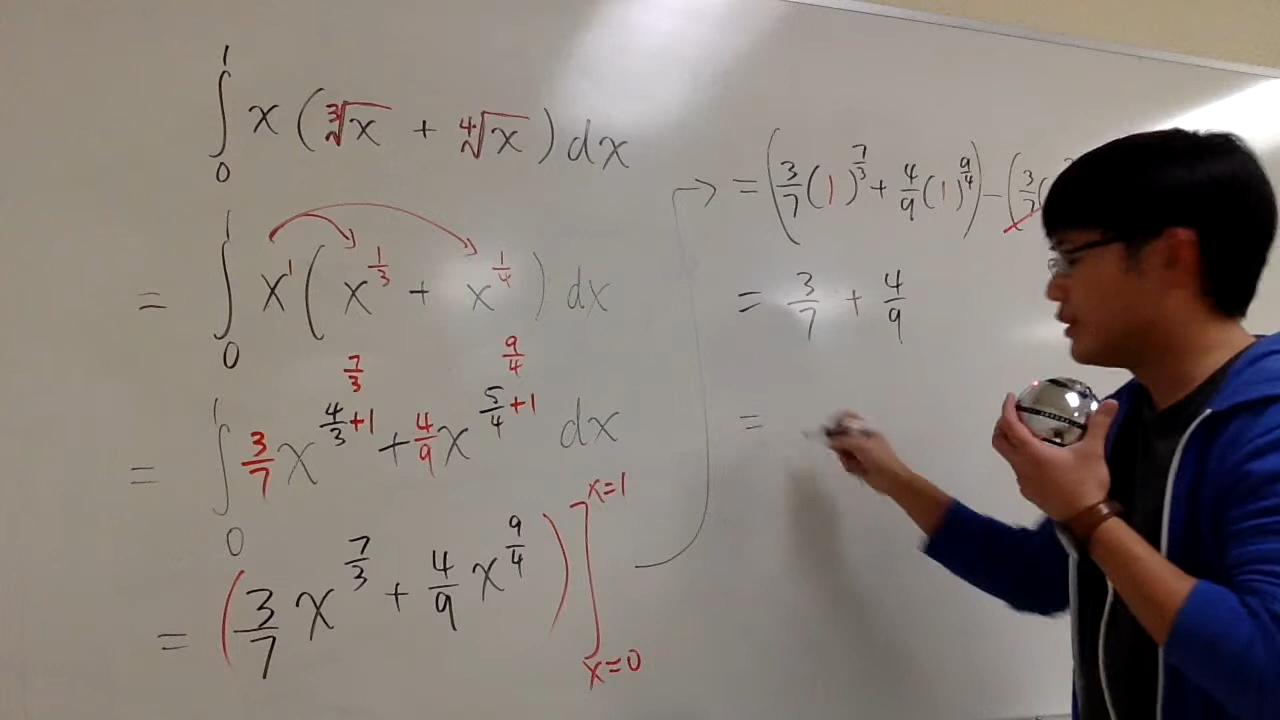 ∫₀¹ x (∛x + ∜x) dx
= ∫₀¹ x¹ (x^(1/3) + x^(1/4)) dx
7/3 9/4
= ∫₀¹ 3/7 x^(4/3 +1) + 4/9 x^(5/4 +1) dx
= (3/7 x^(7/3) + 4/9 x^(9/4)) ]_(x=0)^(x=1)
→ = (3/7 (1)^(7/3) + 4/9 (1)^(9/4)) − (3/7 (
= 3/7 + 4/9
=